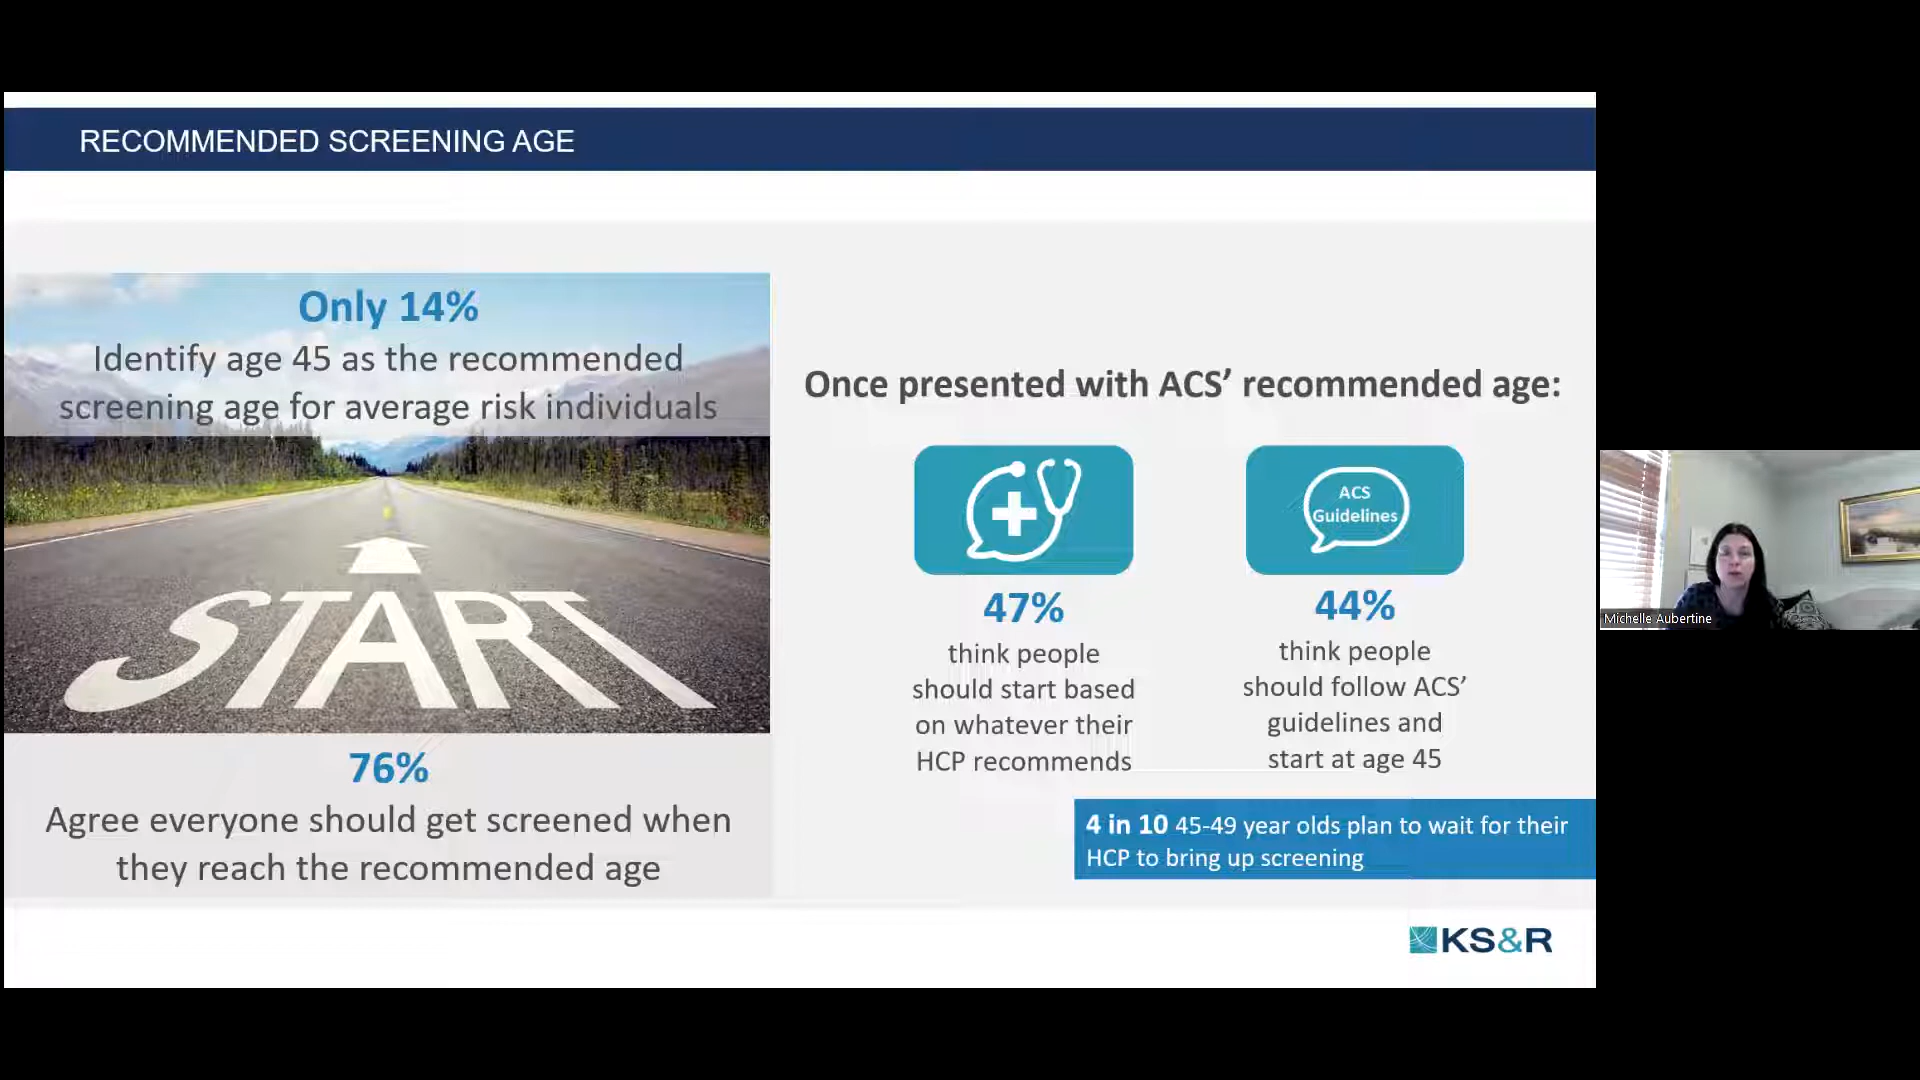 RECOMMENDED SCREENING AGE
Only 14%
Identify age 45 as the recommended
screening age for average risk individuals
START
76%
Agree everyone should get screened when
they reach the recommended age
Once presented with ACS’ recommended age:
47%
think people
should start based
on whatever their
HCP recommends
ACS
Guidelines
44%
think people
should follow ACS’
guidelines and
start at age 45
4 in 10 45-49 year olds plan to wait for their
HCP to bring up screening
KS&R
Michelle Aubertine